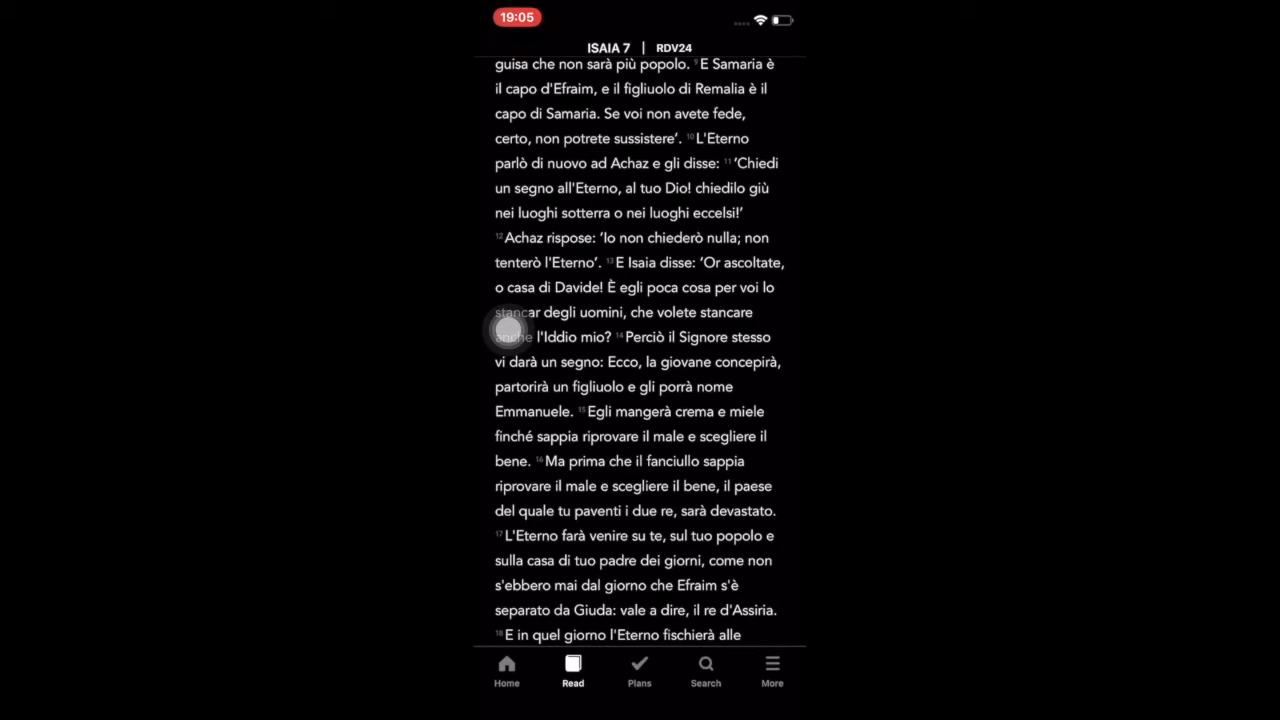 19:05
ISAIA 7 | RDV24
guisa che non sarà più popolo. 9 E Samaria è
il capo d'Efraim, e il figliuolo di Remalia è il
capo di Samaria. Se voi non avete fede,
certo, non potrete sussistere’. 10 L'Eterno
parlò di nuovo ad Achaz e gli disse: 11 ‘Chiedi
un segno all'Eterno, al tuo Dio! chiedilo giù
nei luoghi sotterra o nei luoghi eccelsi!’
12 Achaz rispose: ‘Io non chiederò nulla; non
tenterò l'Eterno’. 13 E Isaia disse: ‘Or ascoltate,
o casa di Davide! È egli poca cosa per voi lo
stancar degli uomini, che volete stancare
anche l'Iddio mio? 14 Perciò il Signore stesso
vi darà un segno: Ecco, la giovane concepirà,
partorirà un figliuolo e gli porrà nome
Emmanuele. 15 Egli mangerà crema e miele
finché sappia riprovare il male e scegliere il
bene. 16 Ma prima che il fanciullo sappia
riprovare il male e scegliere il bene, il paese
del quale tu paventi i due re, sarà devastato.
17 L'Eterno farà venire su te, sul tuo popolo e
sulla casa di tuo padre dei giorni, come non
s'ebbero mai dal giorno che Efraim s'è
separato da Giuda: vale a dire, il re d'Assiria.
18 E in quel giorno l'Eterno fischierà alle
Home Read Plans Search More